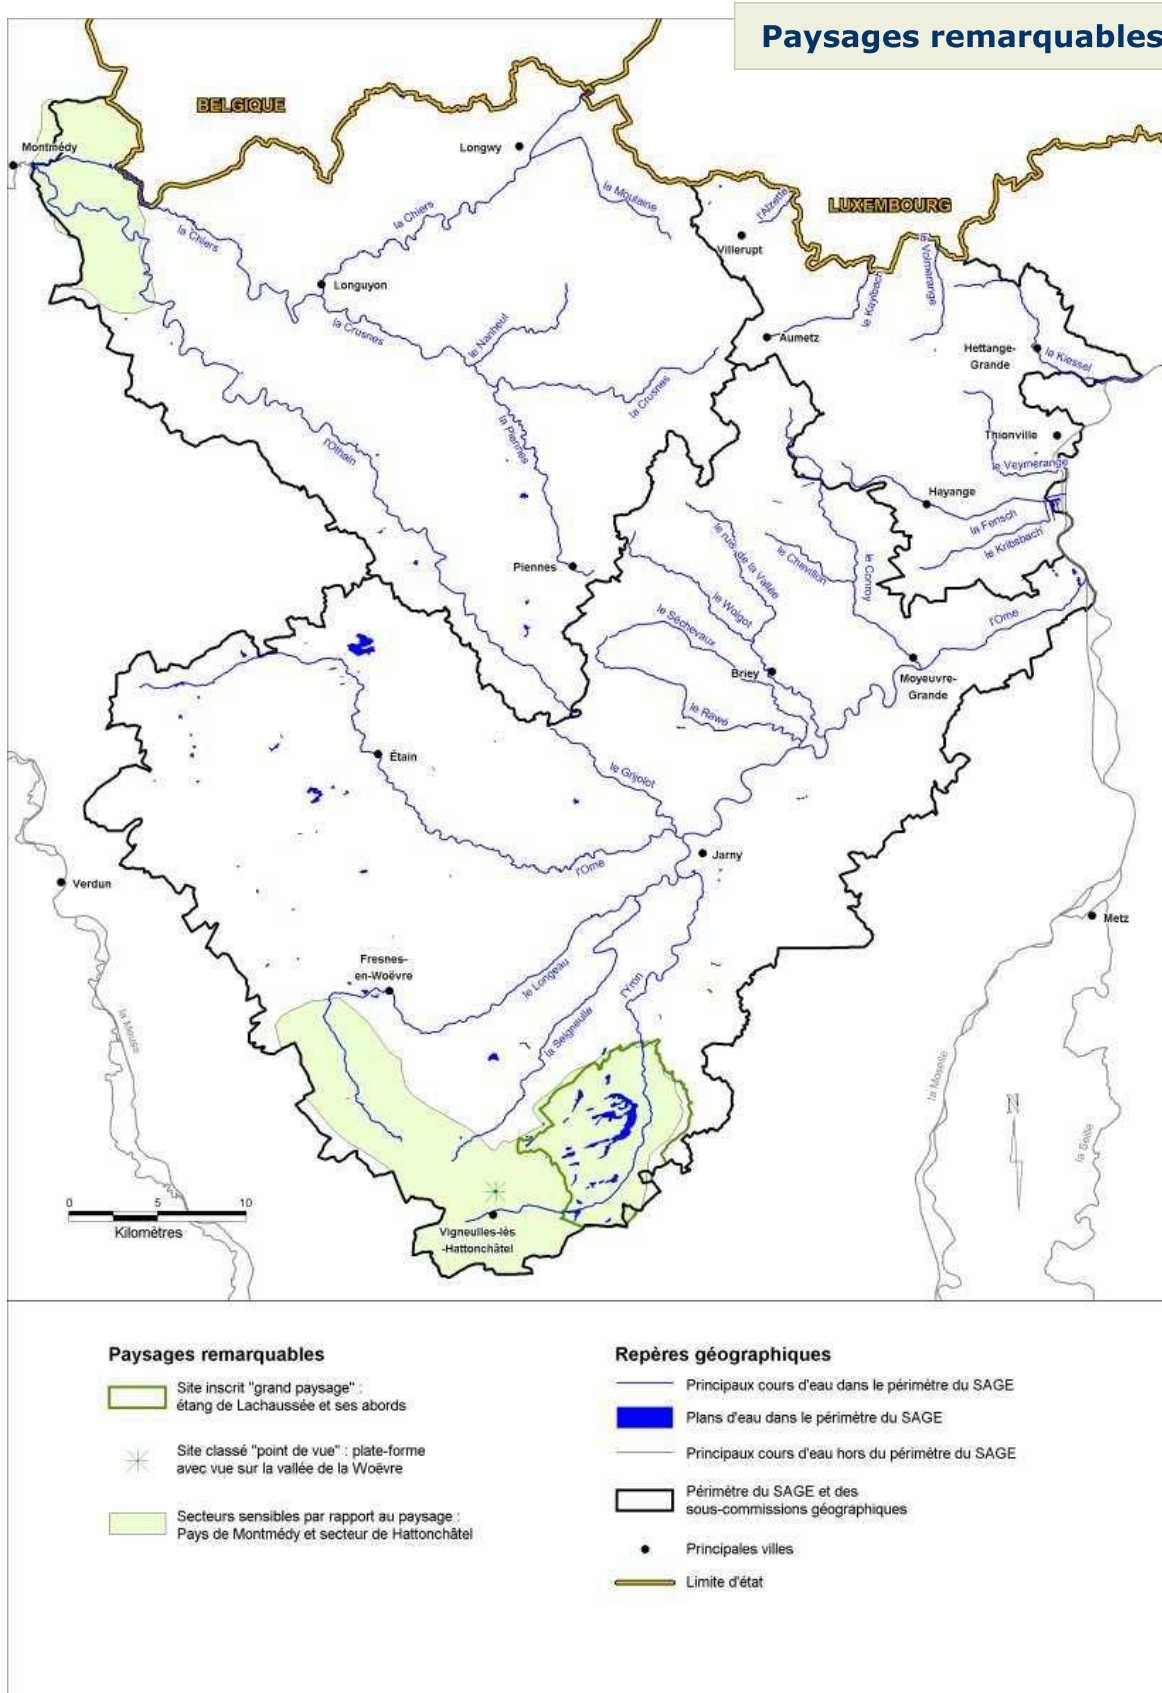 Paysages remarquables
BELGIQUE
Montmédy
Longwy
la Moulaine
l'Alzette
LUXEMBOURG
la Chiers
la Chiers
Villerupt
la Volmerange
le Kaylbach
Longuyon
la Crusnes
le Nanheul
Aumetz
Hettange-
Grande
la Kiessel
la Crusnes
la Piennes
l'Othain
Thionville
le Veymerange
Hayange
la Fensch
le Kribsbach
Piennes
le ruis. de la Vallée
le Chevillon
le Conroy
le Woigot
le Séchevaux
l'Orne
Briey
Moyeuvre-
Grande
le Rawé
Étain
le Grijolot
Jarny
l'Orne
Verdun
Metz
Fresnes-
en-Woëvre
le Longeau
l'Yron
la Seigneulle
la Meuse
la Moselle
N
la Seille
0 5 10
Kilomètres
Vigneulles-lès
-Hattonchâtel
Paysages remarquables
Site inscrit "grand paysage" :
étang de Lachaussée et ses abords
Site classé "point de vue" : plate-forme
avec vue sur la vallée de la Woëvre
Secteurs sensibles par rapport au paysage :
Pays de Montmédy et secteur de Hattonchâtel
Repères géographiques
Principaux cours d'eau dans le périmètre du SAGE
Plans d'eau dans le périmètre du SAGE
Principaux cours d'eau hors du périmètre du SAGE
Périmètre du SAGE et des
sous-commissions géographiques
Principales villes
Limite d'état